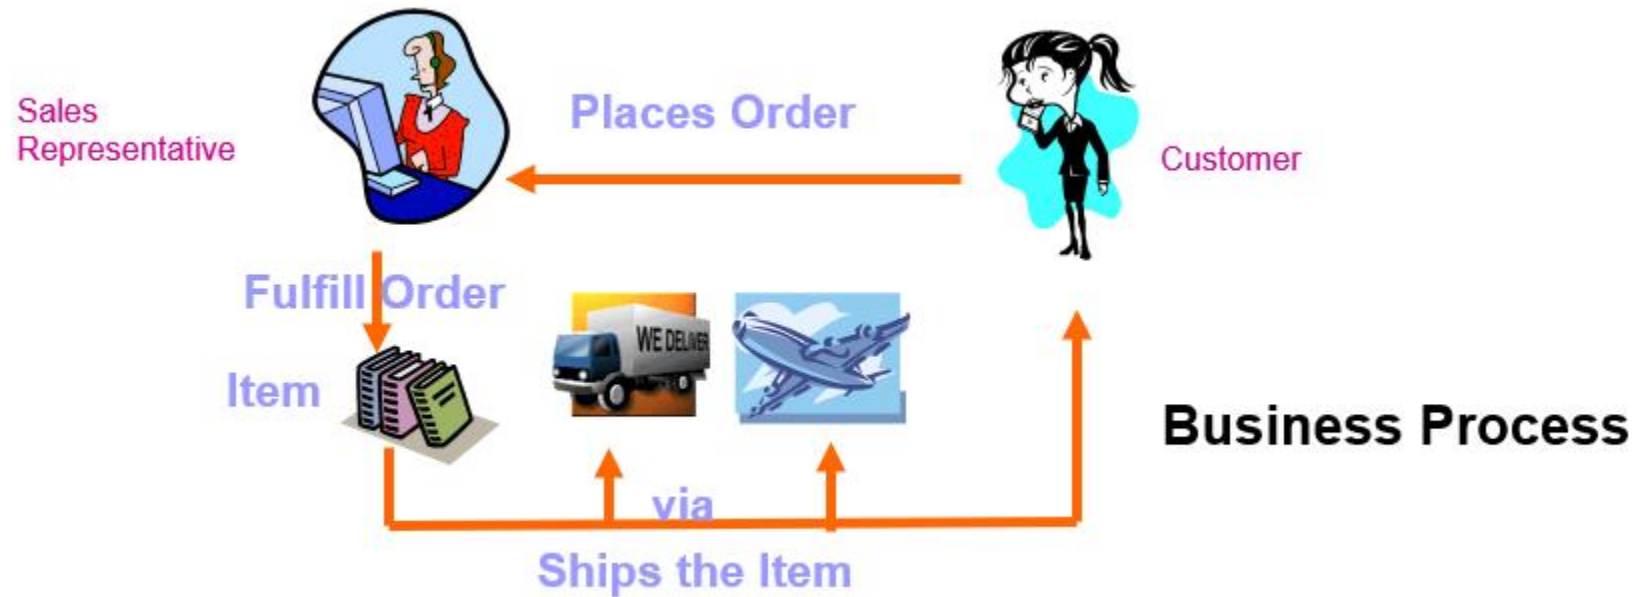 Sales
Representative
Places Order
Customer
Fulfill Order
Item
WE DELIVER
Business Process
via
Ships the Item